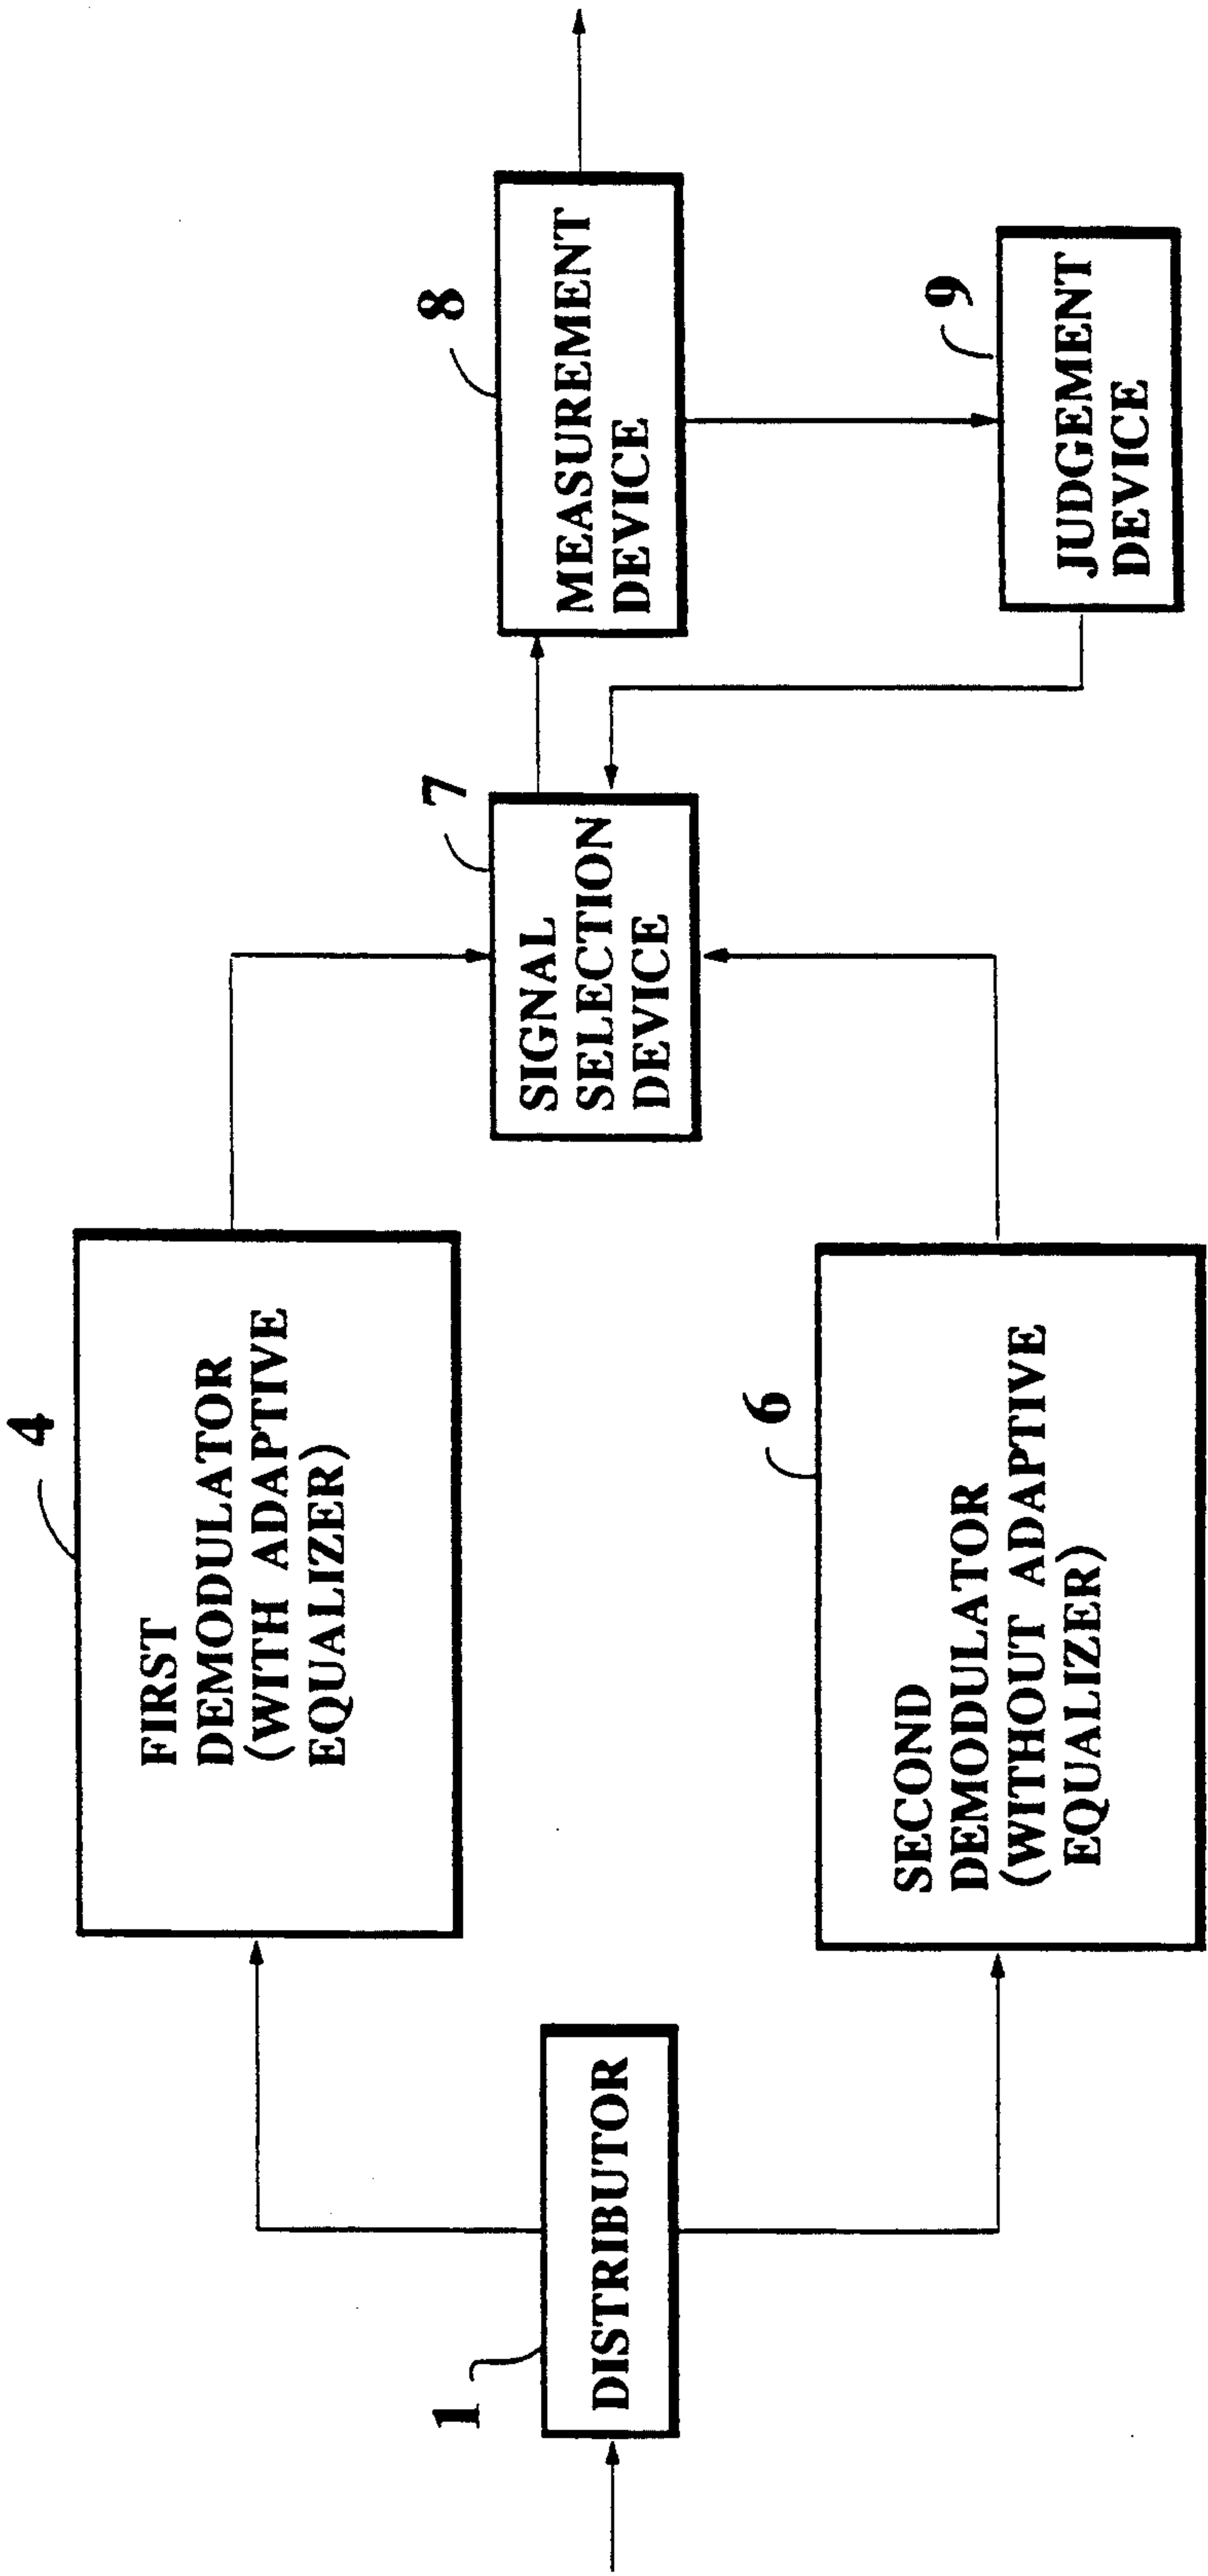 1
DISTRIBUTOR
4
FIRST
DEMODULATOR
(WITH ADAPTIVE
EQUALIZER)
6
SECOND
DEMODULATOR
(WITHOUT ADAPTIVE
EQUALIZER)
7
SIGNAL
SELECTION
DEVICE
8
MEASUREMENT
DEVICE
9
JUDGEMENT
DEVICE